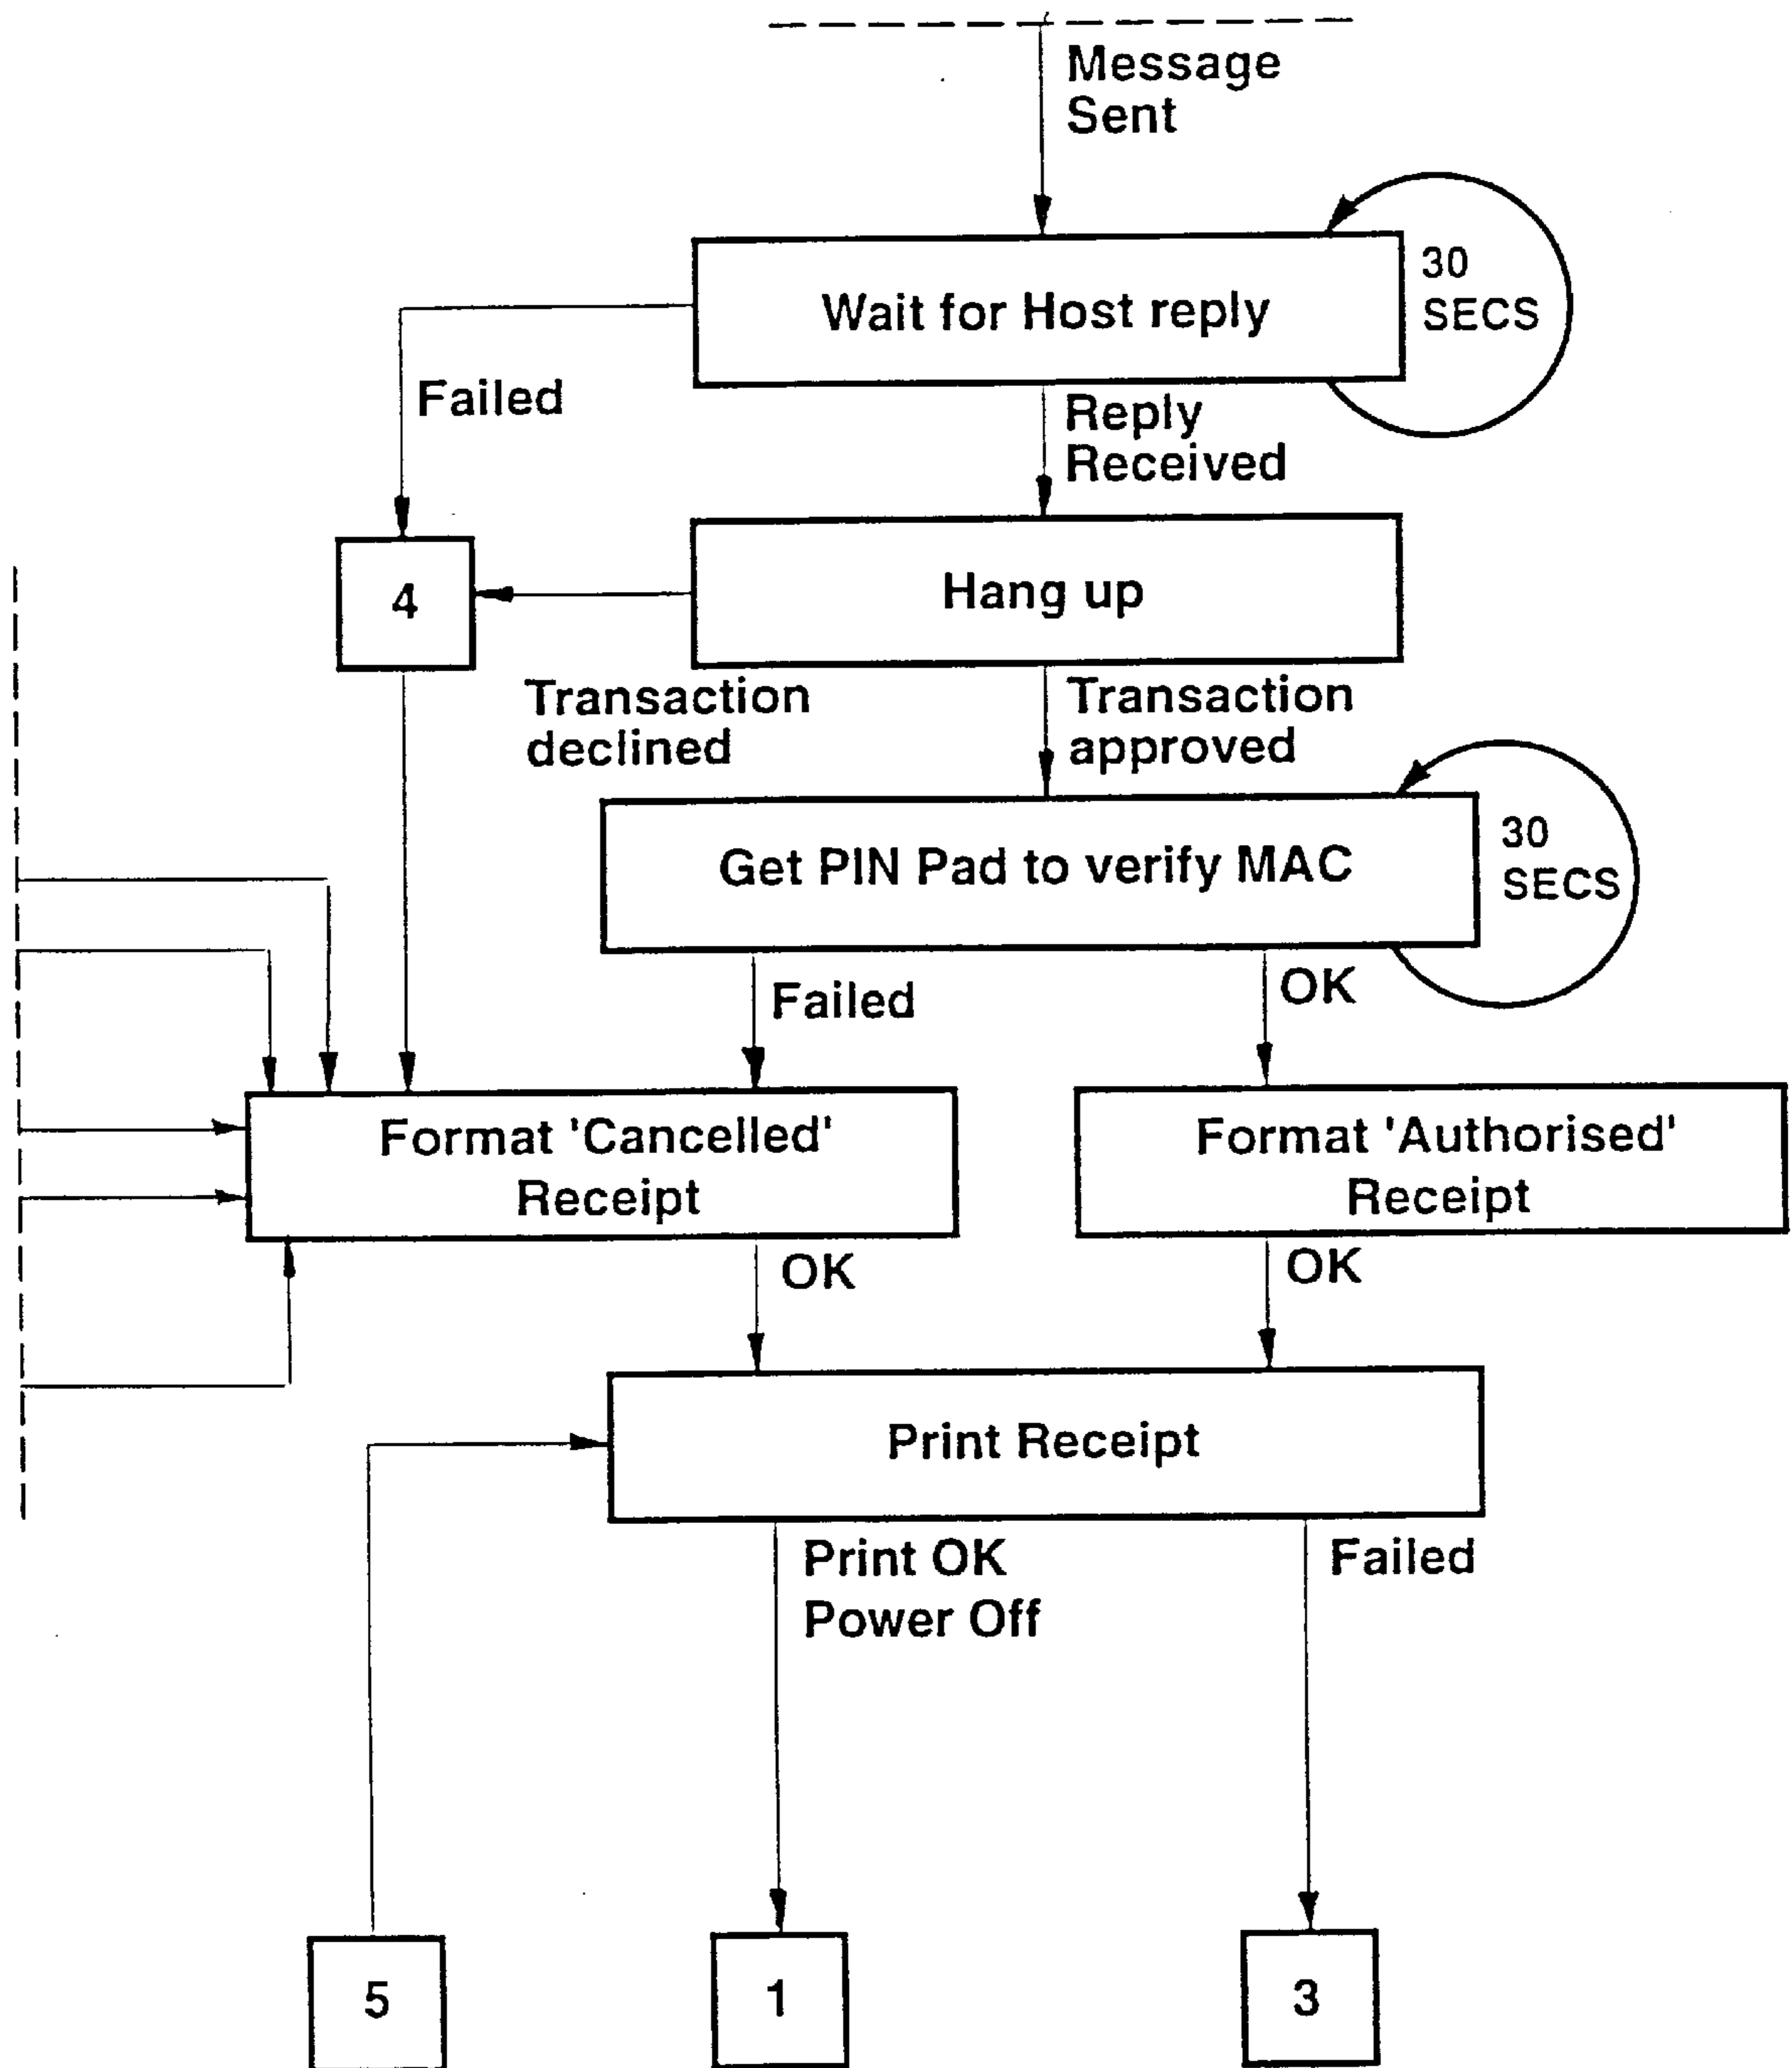 Message
Sent
30
SECS
Wait for Host reply
Failed
Reply
Received
4
Hang up
Transaction
declined
Transaction
approved
30
SECS
Get PIN Pad to verify MAC
Failed
OK
Format 'Cancelled'
Receipt
Format 'Authorised'
Receipt
OK
OK
Print Receipt
Print OK
Power Off
Failed
5
1
3